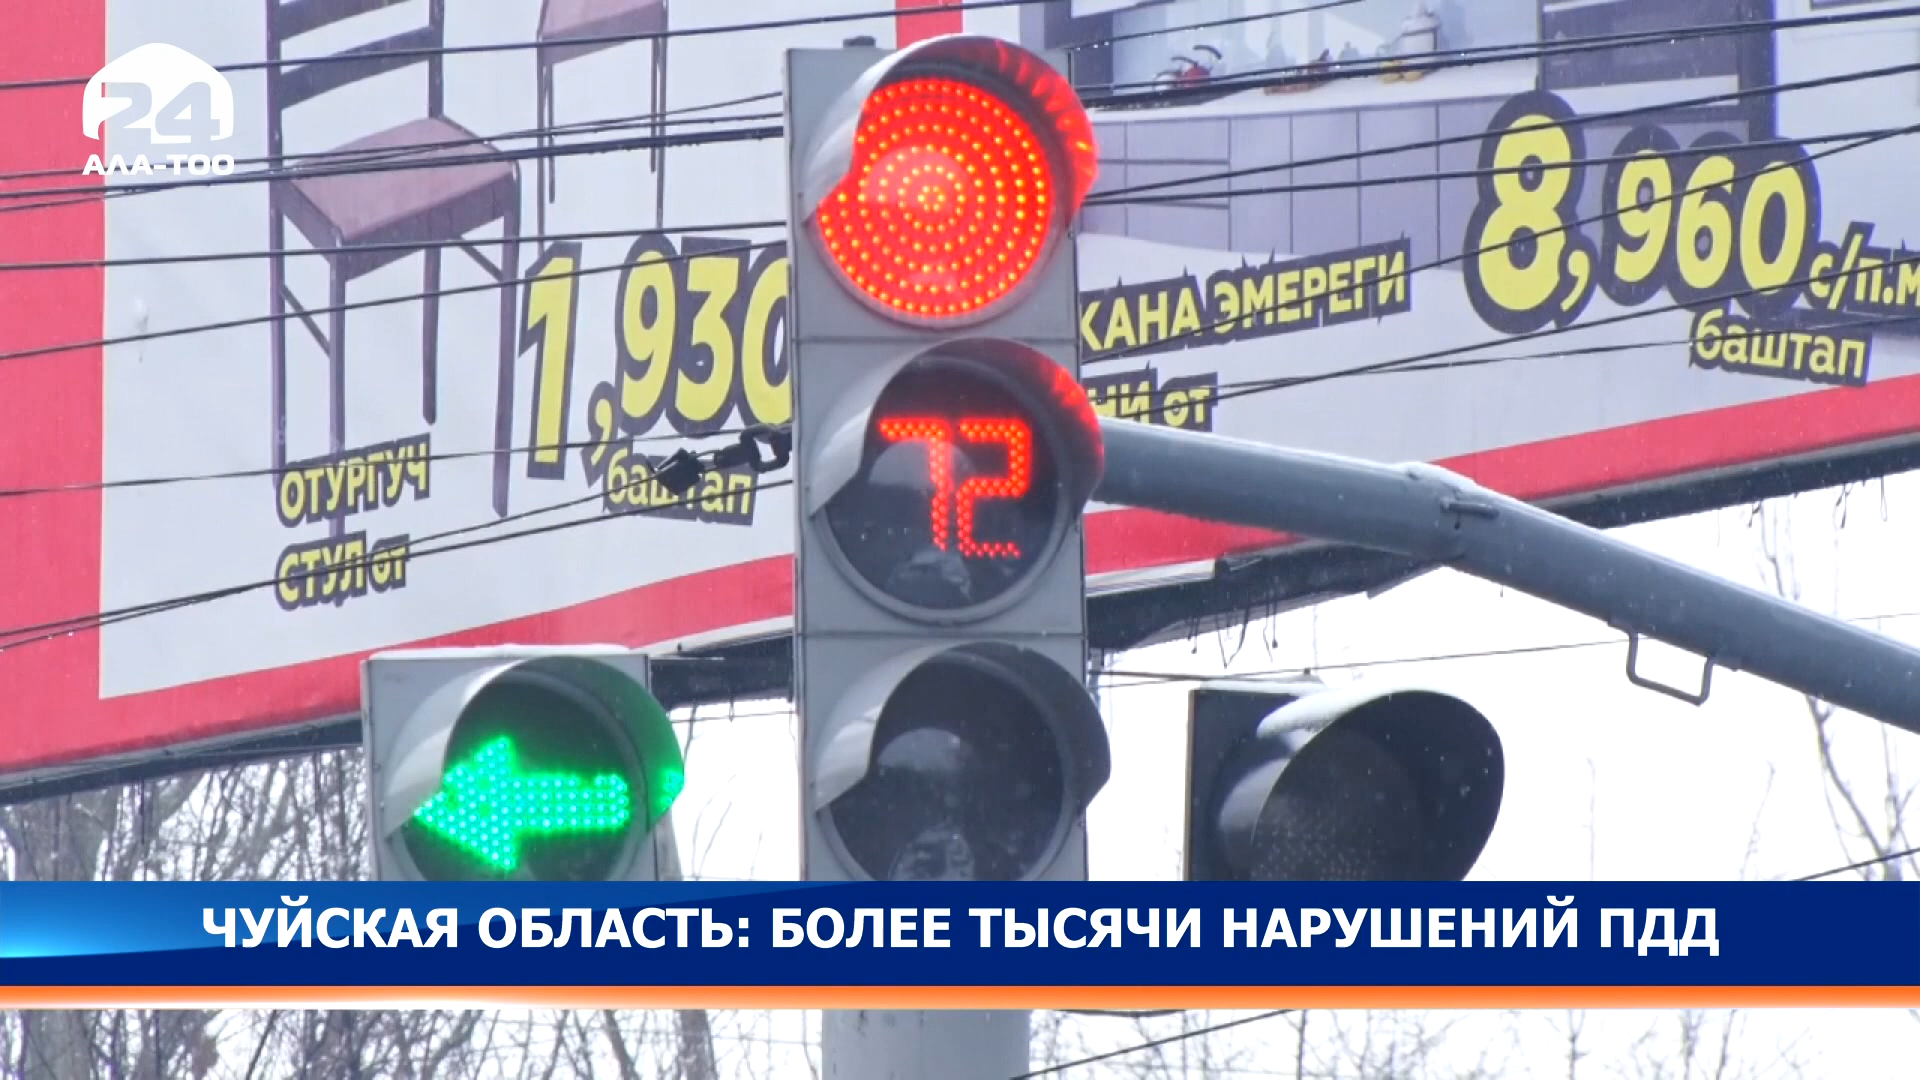 24
АЛА-ТОО
1,930
баштап
ОТУРГУЧ
СТУЛ от
72
ЭМЕРЕГИ
от
8,960 с/п.м
баштап
ЧУЙСКАЯ ОБЛАСТЬ: БОЛЕЕ ТЫСЯЧИ НАРУШЕНИЙ ПДД